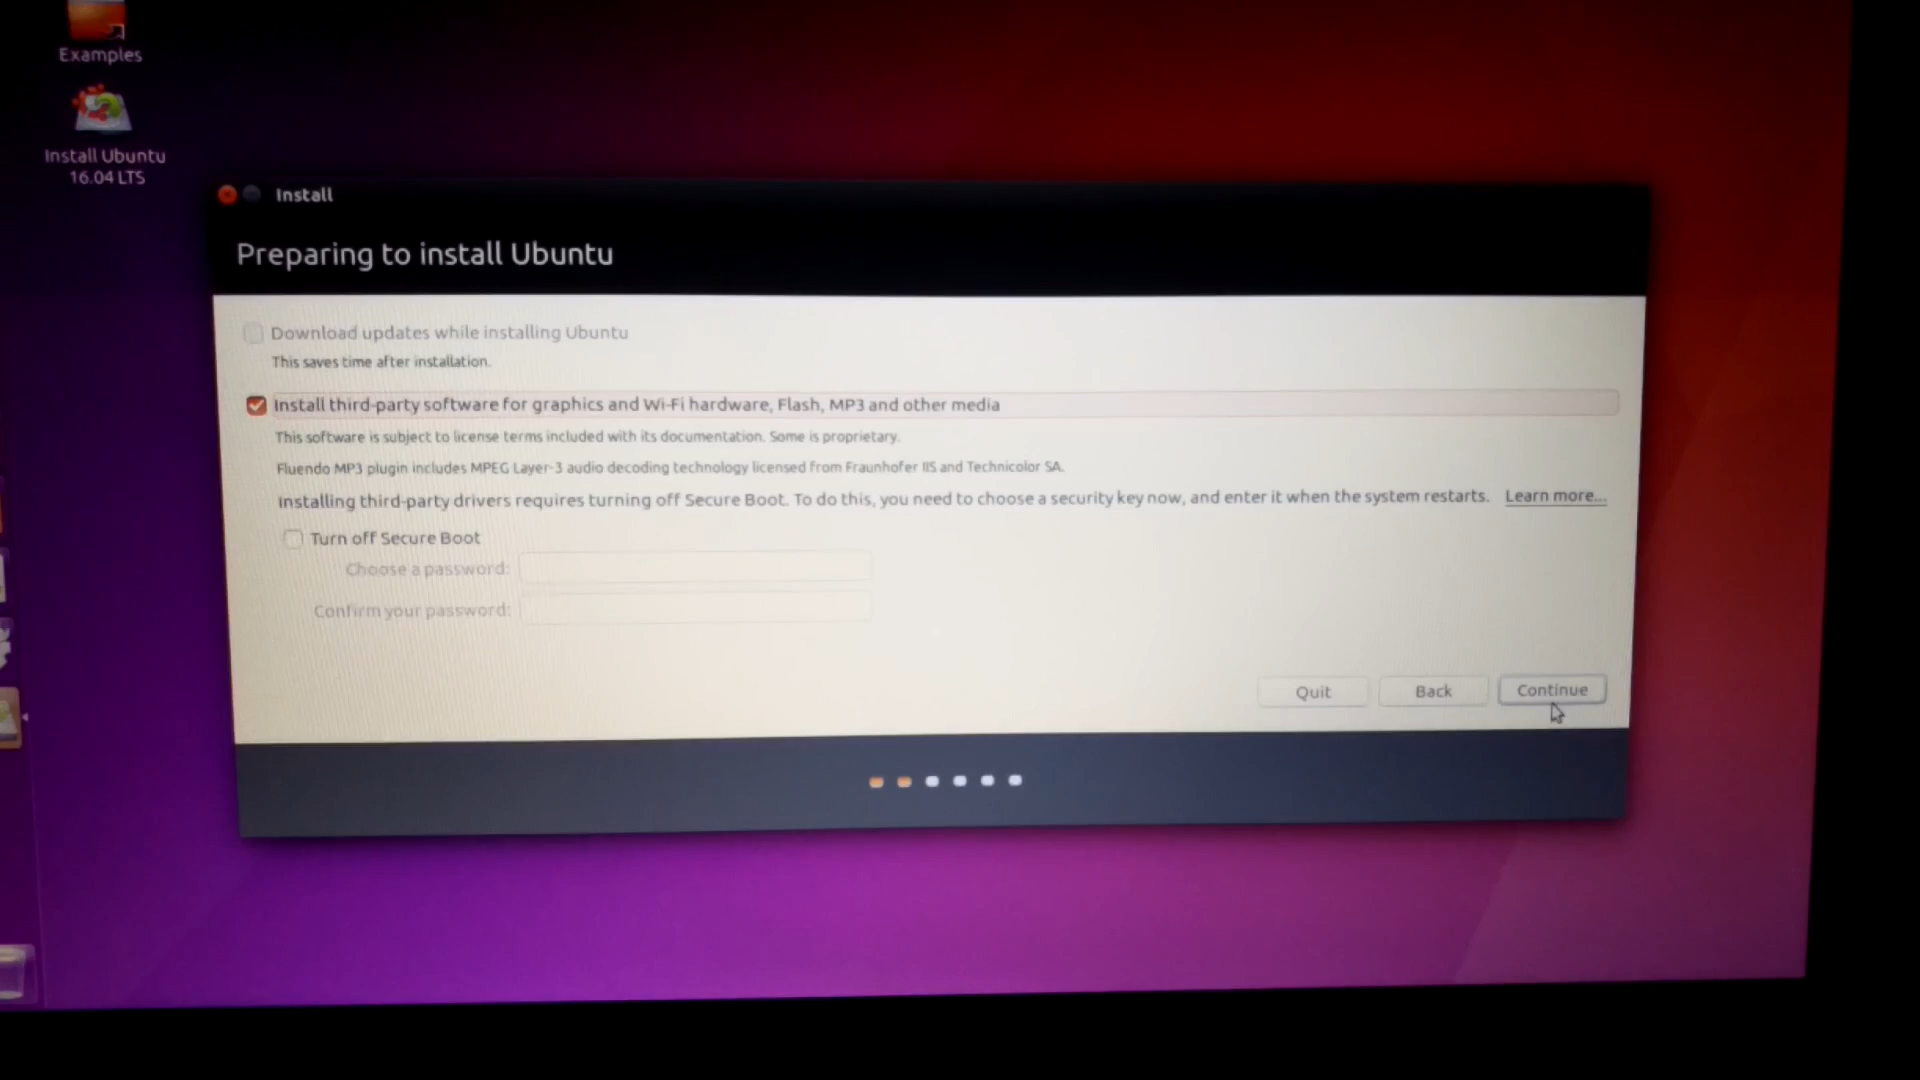 Examples
Install Ubuntu
16.04 LTS
Install
Preparing to install Ubuntu
Download updates while installing Ubuntu
This saves time after installation.
Install third-party software for graphics and Wi-Fi hardware, Flash, MP3 and other media
This software is subject to license terms included with its documentation. Some is proprietary.
Fluendo MP3 plugin includes MPEG Layer-3 audio decoding technology licensed from Fraunhofer IIS and Technicolor SA.
Installing third-party drivers requires turning off Secure Boot. To do this, you need to choose a security key now, and enter it when the system restarts. Learn more...
Turn off Secure Boot
Choose a password:
Confirm your password:
Quit Back Continue